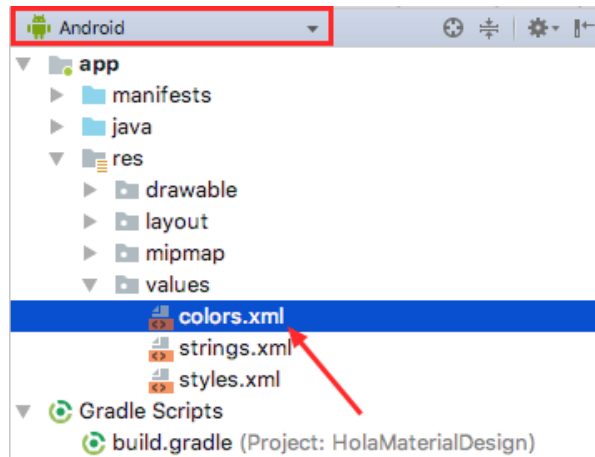 Android
app
manifests
java
res
drawable
layout
mipmap
values
colors.xml
strings.xml
styles.xml
Gradle Scripts
build.gradle (Project: HolaMaterialDesign)